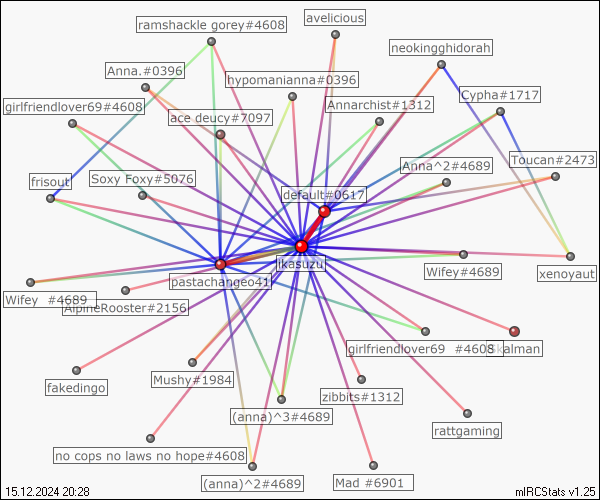 avelicious
ramshackle gorey#4608
neokingghidorah
Anna.#0396
hypomanianna#0396
Cypha#1717
girlfriendlover69#4608
Annarchist#1312
ace deucy#7097
Toucan#2473
Anna^2#4689
Soxy Foxy#5076
frisout
default#0617
ikasuzu
Wifey#4689
xenoyaut
pastachangeo41
Wifey #4689
AlpineRooster#2156
girlfriendlover69 #4608
Skalman
Mushy#1984
fakedingo
zibbits#1312
(anna)^3#4689
rattgaming
no cops no laws no hope#4608
(anna)^2#4689
Mad #6901
15.12.2024 20:28
mIRCStats v1.25